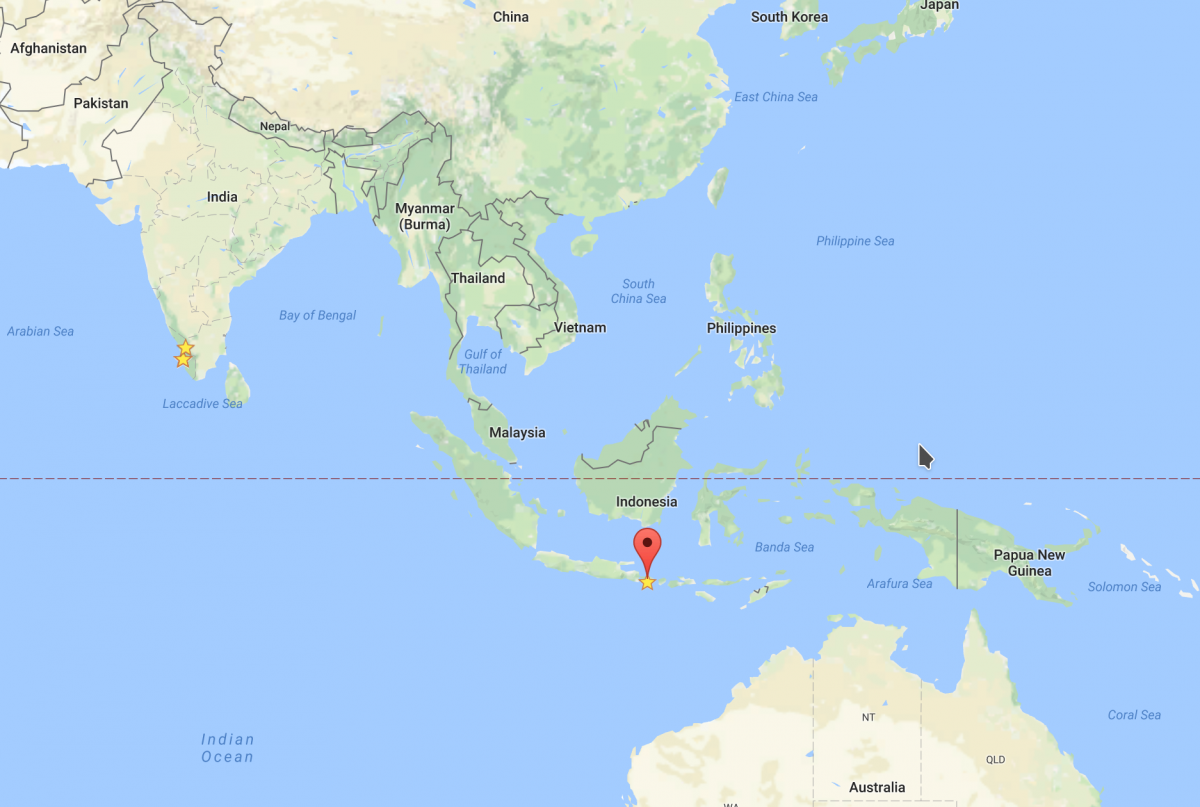 China
South Korea
Japan
Afghanistan
East China Sea
Pakistan
Nepal
India
Myanmar
(Burma)
Philippine Sea
Thailand
South
China Sea
Bay of Bengal
Arabian Sea
Vietnam
Philippines
Gulf of
Thailand
Laccadive Sea
Malaysia
Indonesia
Banda Sea
Papua New
Guinea
Arafura Sea
Solomon Sea
Coral Sea
NT
Indian
Ocean
QLD
Australia
WA